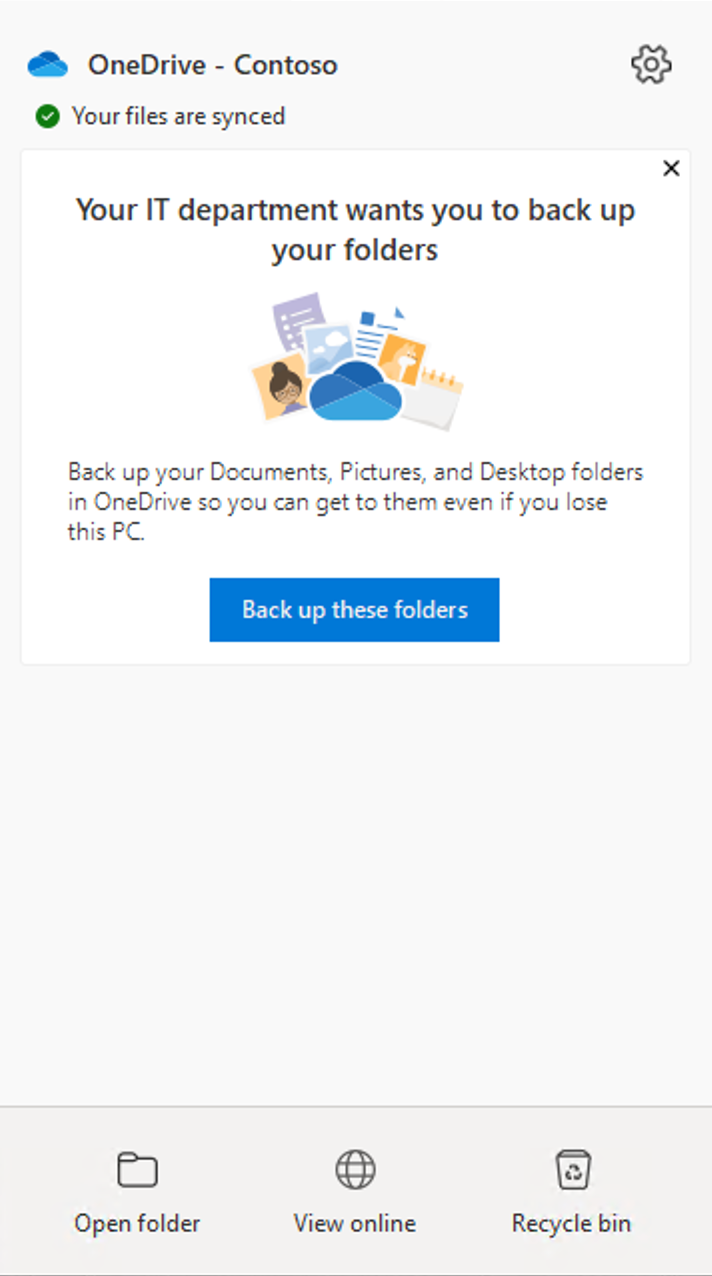 OneDrive - Contoso
Your files are synced
Your IT department wants you to back up
your folders
Back up your Documents, Pictures, and Desktop folders
in OneDrive so you can get to them even if you lose
this PC.
Back up these folders
Open folder
View online
Recycle bin